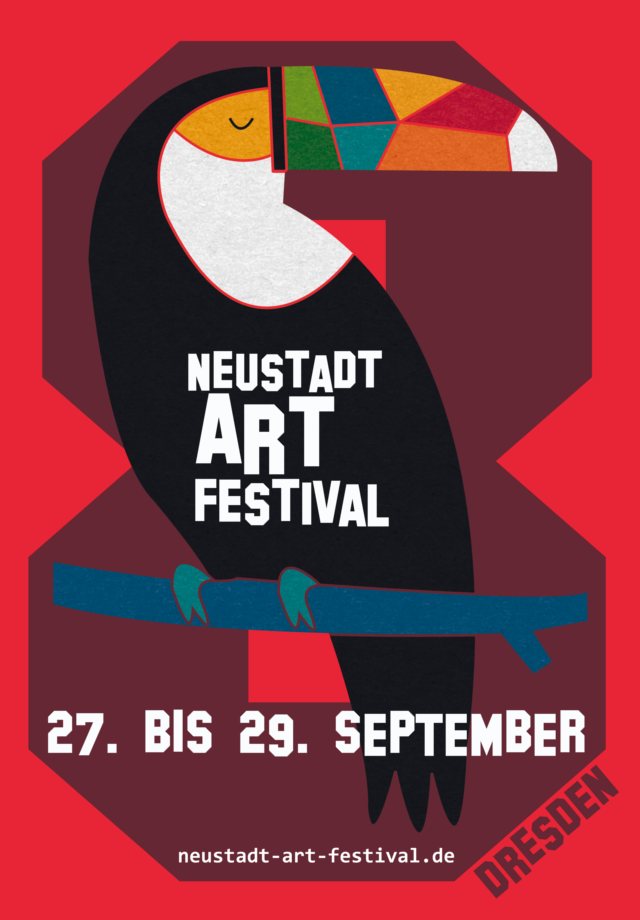 NEUSTADT
ART
FESTIVAL
27. BIS 29. SEPTEMBER
DRESDEN
neustadt-art-festival.de